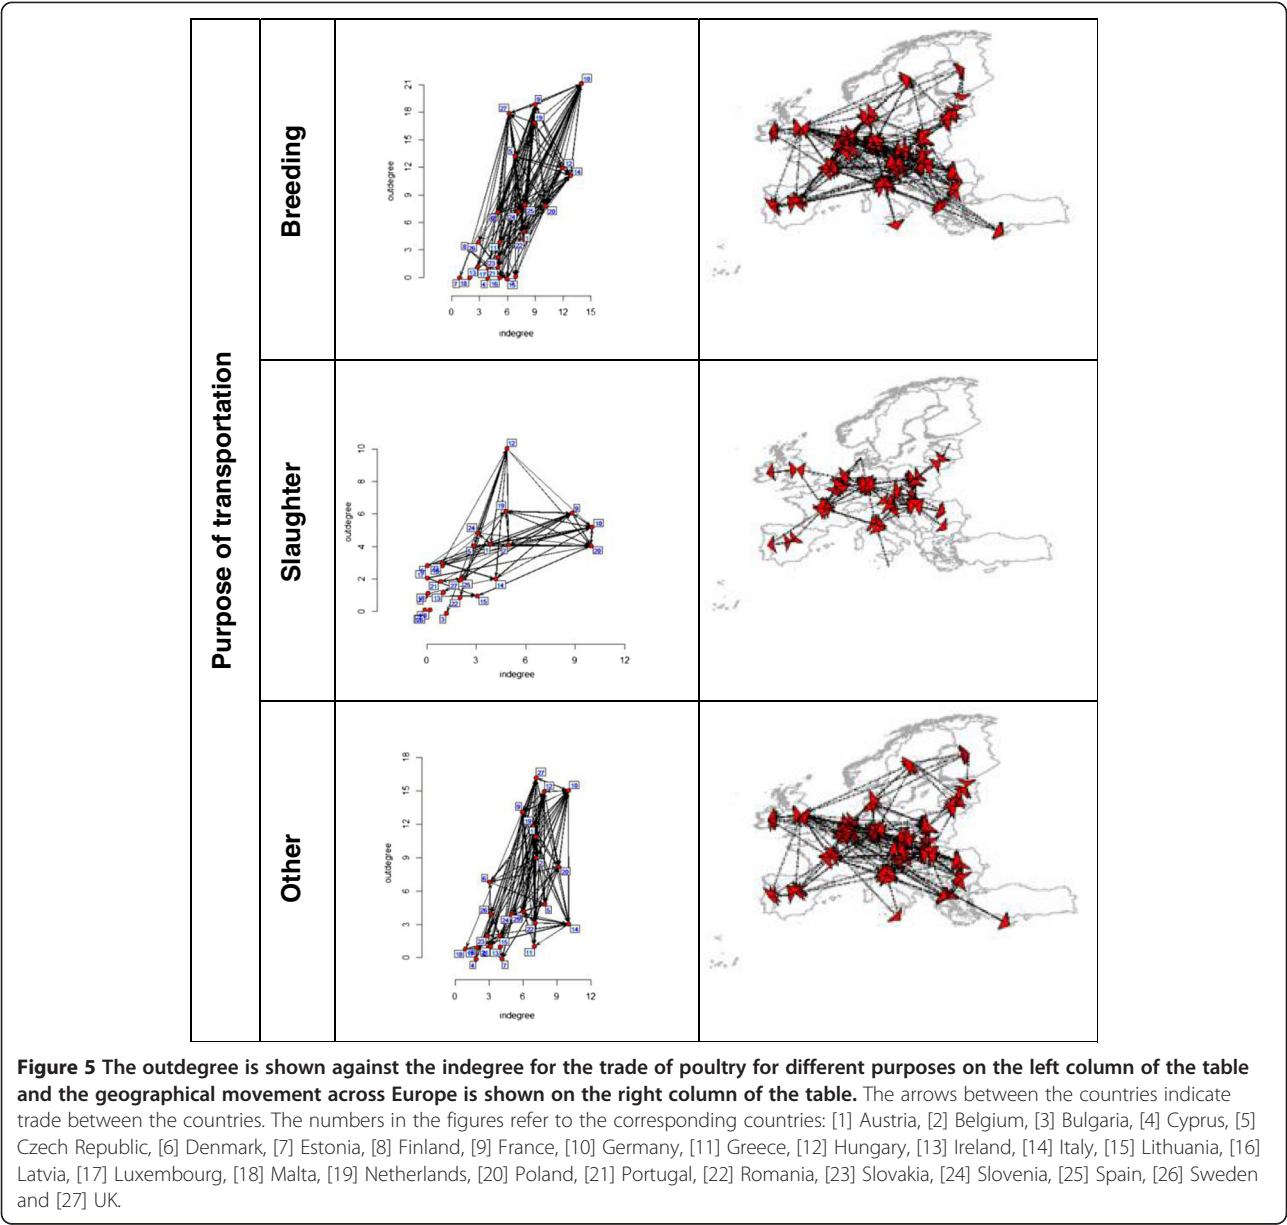 Purpose of transportation
Breeding
outdegree
21
18
15
12
9
6
3
0
0 3 6 9 12 15
indegree
Slaughter
outdegree
10
8
6
4
2
0
0 3 6 9 12
indegree
Other
outdegree
18
15
12
9
6
3
0
0 3 6 9 12
indegree
Figure 5 The outdegree is shown against the indegree for the trade of poultry for different purposes on the left column of the table
and the geographical movement across Europe is shown on the right column of the table. The arrows between the countries indicate
trade between the countries. The numbers in the figures refer to the corresponding countries: [1] Austria, [2] Belgium, [3] Bulgaria, [4] Cyprus, [5]
Czech Republic, [6] Denmark, [7] Estonia, [8] Finland, [9] France, [10] Germany, [11] Greece, [12] Hungary, [13] Ireland, [14] Italy, [15] Lithuania, [16]
Latvia, [17] Luxembourg, [18] Malta, [19] Netherlands, [20] Poland, [21] Portugal, [22] Romania, [23] Slovakia, [24] Slovenia, [25] Spain, [26] Sweden
and [27] UK.